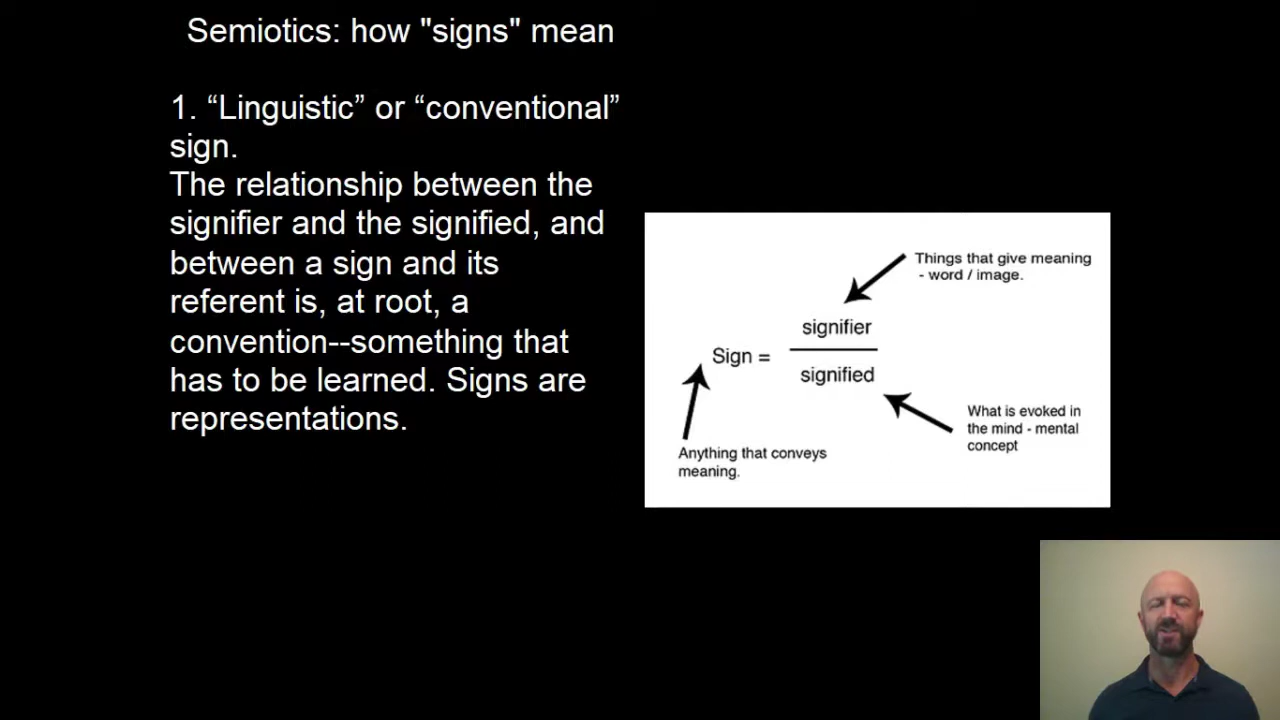 Semiotics: how "signs" mean
1. “Linguistic” or “conventional”
sign.
The relationship between the
signifier and the signified, and
between a sign and its
referent is, at root, a
convention--something that
has to be learned. Signs are
representations.
Things that give meaning
- word / image.
signifier
Sign =
signified
What is evoked in
the mind - mental
concept
Anything that conveys
meaning.